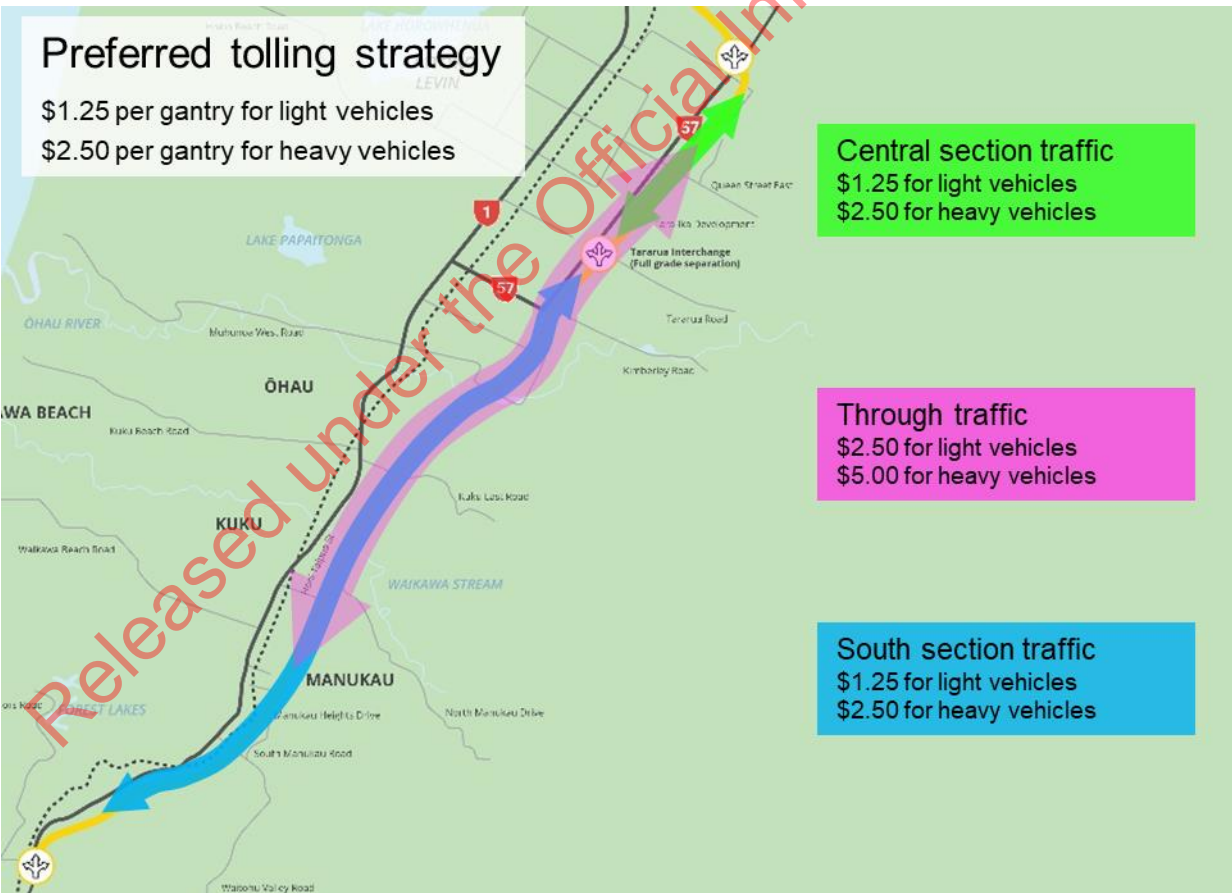 Preferred tolling strategy
$1.25 per gantry for light vehicles
$2.50 per gantry for heavy vehicles
LEVIN
57
Central section traffic
$1.25 for light vehicles
$2.50 for heavy vehicles
Queen Street East
1
Development
LAKE PAPAITONGA
Tararua Interchange
(Full grade separation)
57
ŌHAU RIVER
Tararua Road
Muhunoa West Road
Kimberley Road
ŌHAU
WA BEACH
Kuku Beach Road
Through traffic
$2.50 for light vehicles
$5.00 for heavy vehicles
Kuku East Road
KUKU
Waikawa Beach Road
WAIKAWA STREAM
South section traffic
$1.25 for light vehicles
$2.50 for heavy vehicles
MANUKAU
FOREST LAKES
Manukau Heights Drive
North Manukau Drive
South Manukau Road
Waitohu Valley Road
Released under the Official In